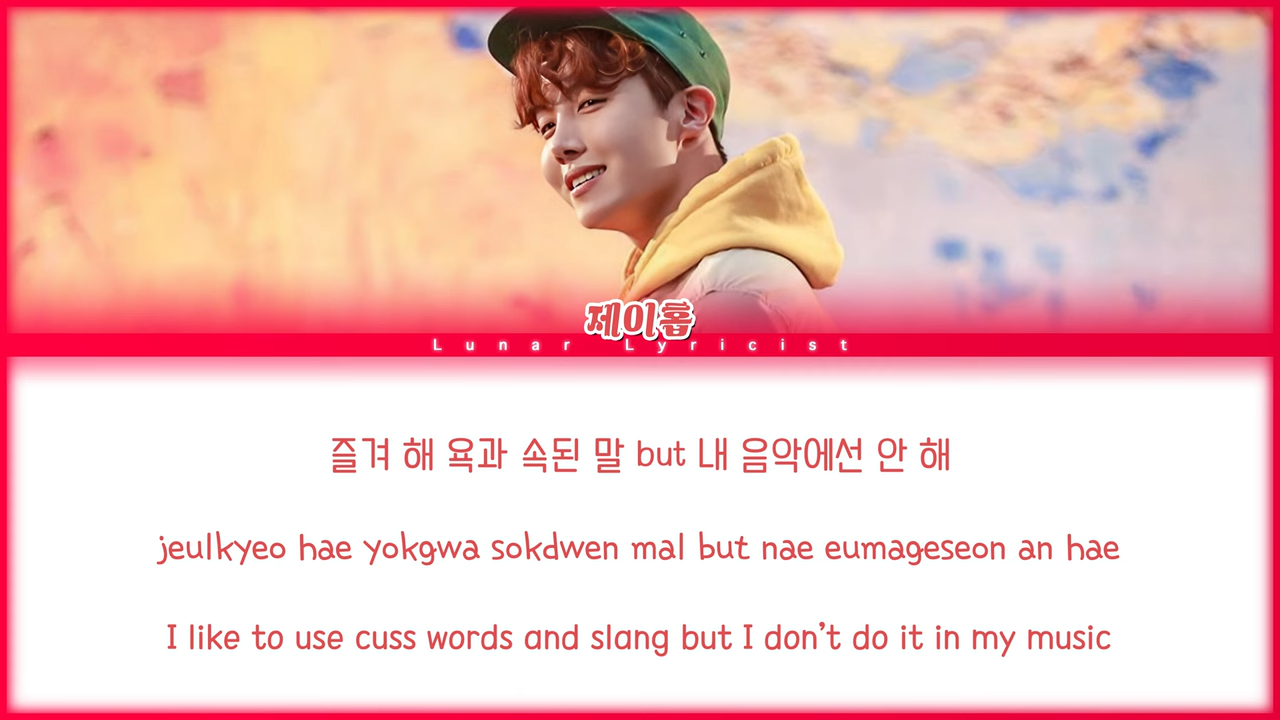 제이홉
Lunar Lyricist
즐겨 해 욕과 속된 말 but 내 음악에선 안 해
jeulkyeo hae yokgwa sokdwen mal but nae eumageseon an hae
I like to use cuss words and slang but I don’t do it in my music